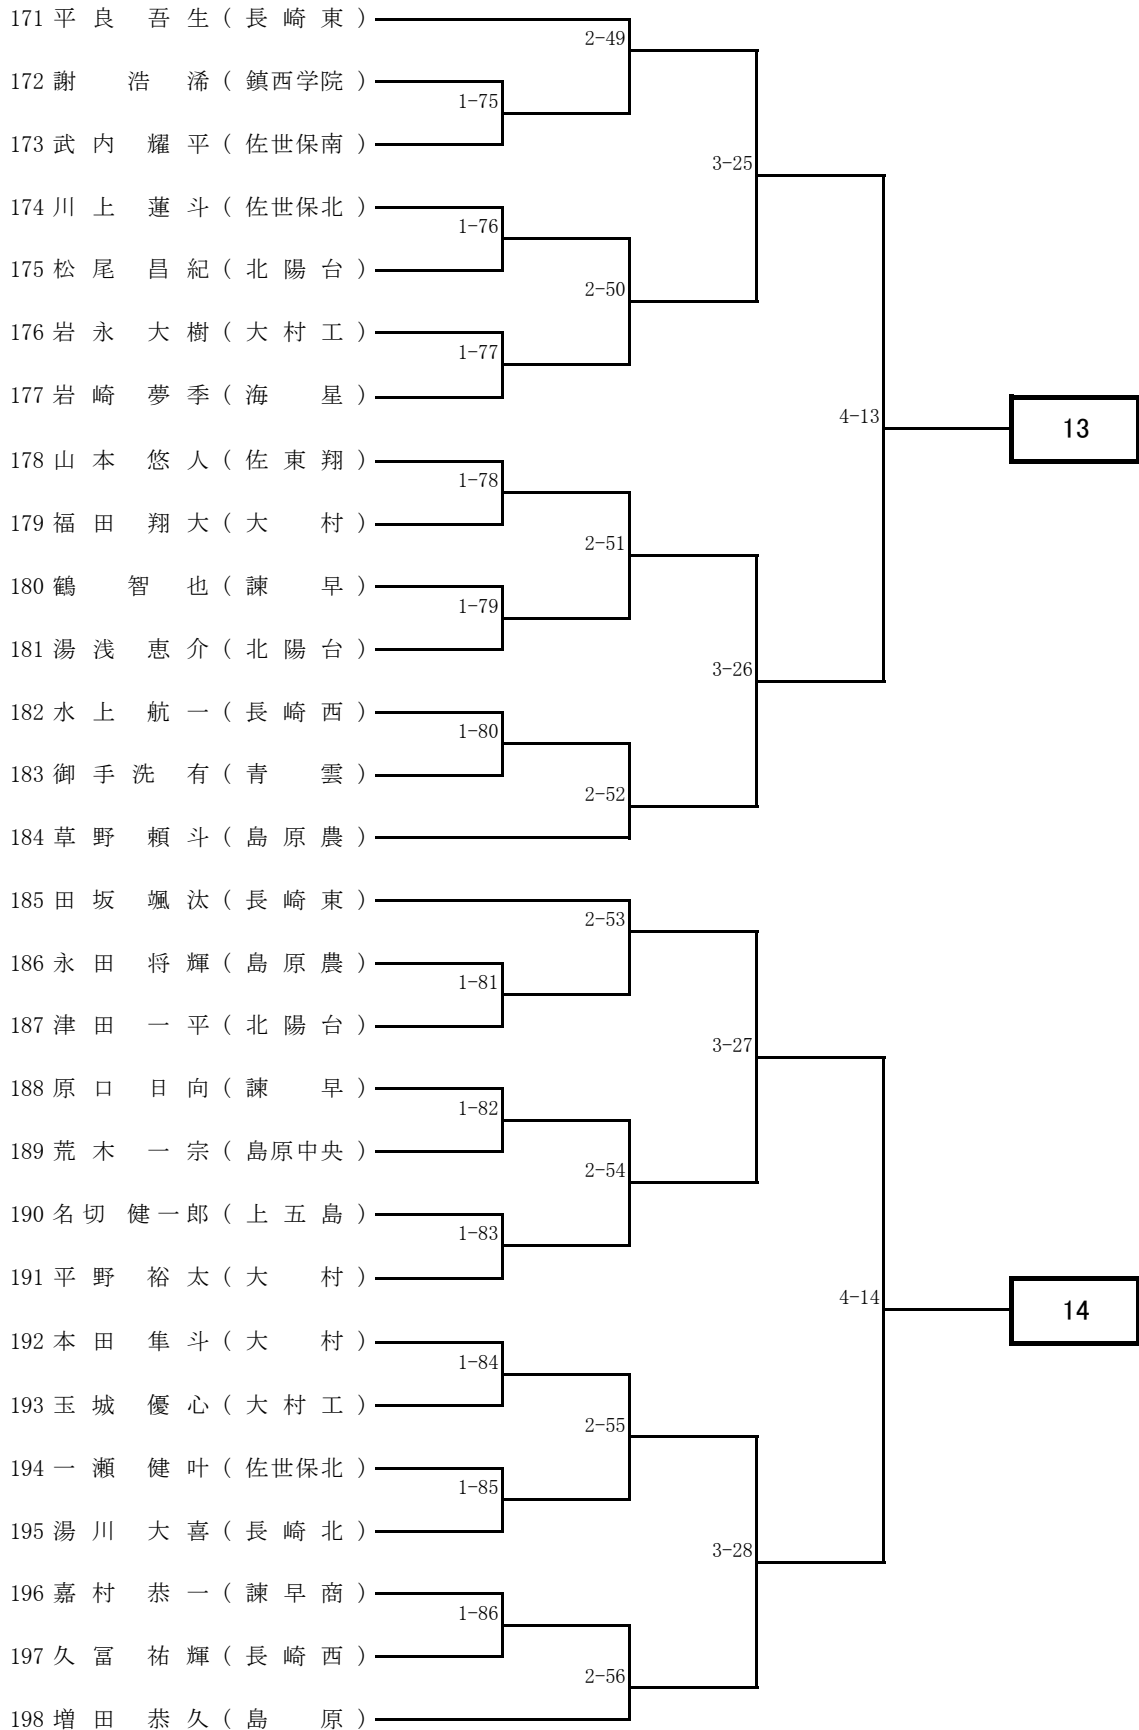 171 平良 吾生 (長崎東)
2-49
172 謝 浩浠 (鎮西学院)
1-75
173 武内 耀平 (佐世保南)
3-25
174 川上 蓮斗 (佐世保北)
1-76
175 松尾 昌紀 (北陽台)
2-50
176 岩永 大樹 (大村工)
1-77
177 岩崎 夢季 (海星)
4-13
13
178 山本 悠人 (佐東翔)
1-78
179 福田 翔大 (大村)
2-51
180 鶴 智也 (諫早)
1-79
181 湯浅 恵介 (北陽台)
3-26
182 水上 航一 (長崎西)
1-80
183 御手洗 有 (青雲)
2-52
184 草野 頼斗 (島原農)
185 田坂 颯汰 (長崎東)
2-53
186 永田 将輝 (島原農)
1-81
187 津田 一平 (北陽台)
3-27
188 原口 日向 (諫早)
1-82
189 荒木 一宗 (島原中央)
2-54
190 名切 健一郎 (上五島)
1-83
191 平野 裕太 (大村)
4-14
14
192 本田 隼斗 (大村)
1-84
193 玉城 優心 (大村工)
2-55
194 一瀬 健叶 (佐世保北)
1-85
195 湯川 大喜 (長崎北)
3-28
196 嘉村 恭一 (諫早商)
1-86
197 久冨 祐輝 (長崎西)
2-56
198 増田 恭久 (島原)